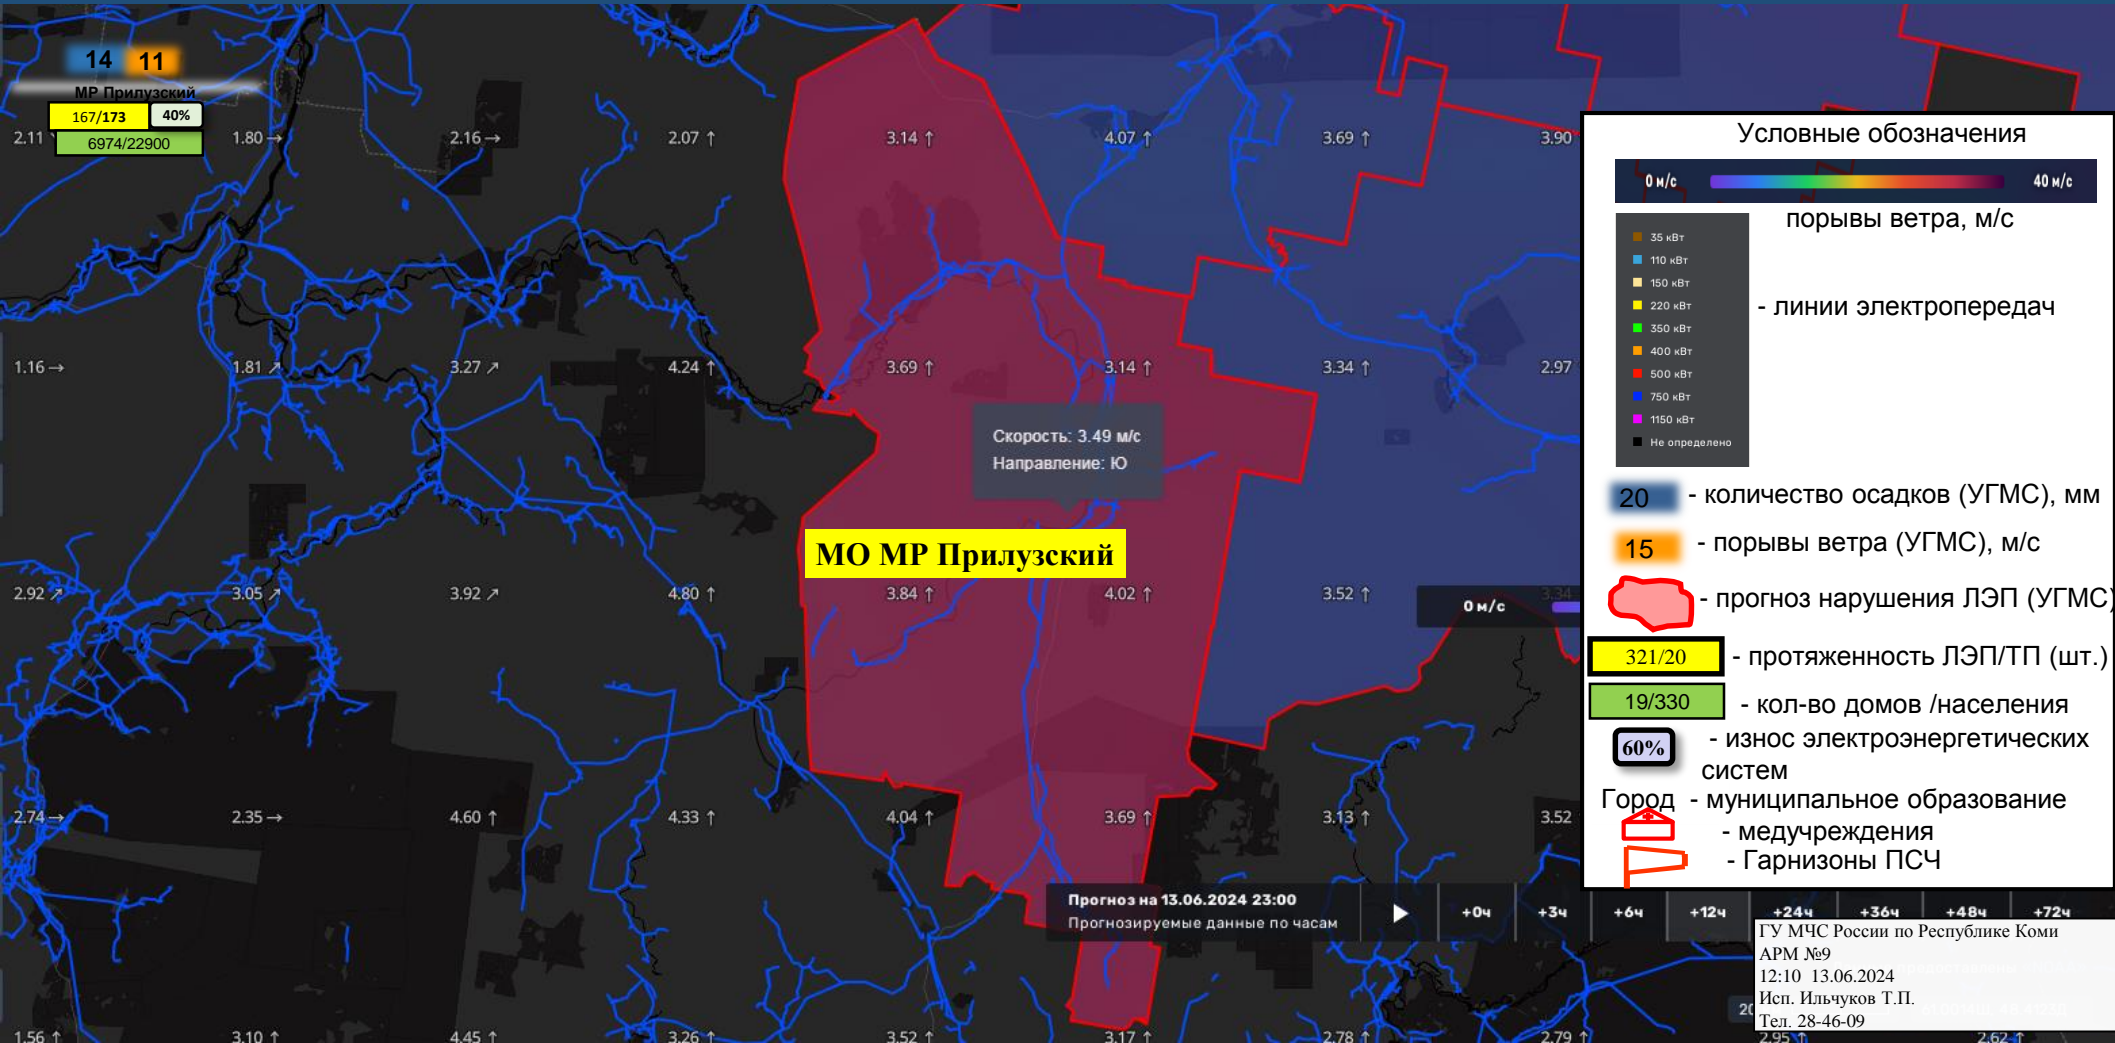 14 11
МР Прилузский
167/173 40%
6974/22900
2.11 1.80→ 2.16→ 2.07 ↑ 3.14 ↑ 4.07 ↑ 3.69 ↑ 3.90
1.16→ 1.81 ↗ 3.27 ↗ 4.24 ↑ 3.69 ↑ 3.14 ↑ 3.34 ↑ 2.97
Скорость: 3.49 м/с
Направление: Ю
МО МР Прилузский
2.92 ↗ 3.05 ↗ 3.92 ↗ 4.80 ↑ 3.84 ↑ 4.02 ↑ 3.52 ↑ 3.34
0 м/с
2.74→ 2.35→ 4.60 ↑ 4.33 ↑ 4.04 ↑ 3.69 ↑ 3.13 ↑ 3.52
Прогноз на 13.06.2024 23:00
Прогнозируемые данные по часам
+0ч +3ч +6ч +12ч +24ч +36ч +48ч +72ч
1.56 ↑ 3.10 ↑ 4.45 ↑ 3.26 ↑ 3.52 ↑ 3.17 ↑ 2.78 ↑ 2.79 ↑ 2.95 ↑ 2.62 ↑
Условные обозначения
0 м/с 40 м/с
порывы ветра, м/с
35 кВт
110 кВт
150 кВт
220 кВт
350 кВт
400 кВт
500 кВт
750 кВт
1150 кВт
Не определено
- линии электропередач
20 - количество осадков (УГМС), мм
15 - порывы ветра (УГМС), м/с
- прогноз нарушения ЛЭП (УГМС)
321/20 - протяженность ЛЭП/ТП (шт.)
19/330 - кол-во домов /населения
60% - износ электроэнергетических
систем
Город - муниципальное образование
- медучреждения
- Гарнизоны ПСЧ
ГУ МЧС России по Республике Коми
АРМ №9
12:10 13.06.2024
Исп. Ильчуков Т.П.
Тел. 28-46-09
20